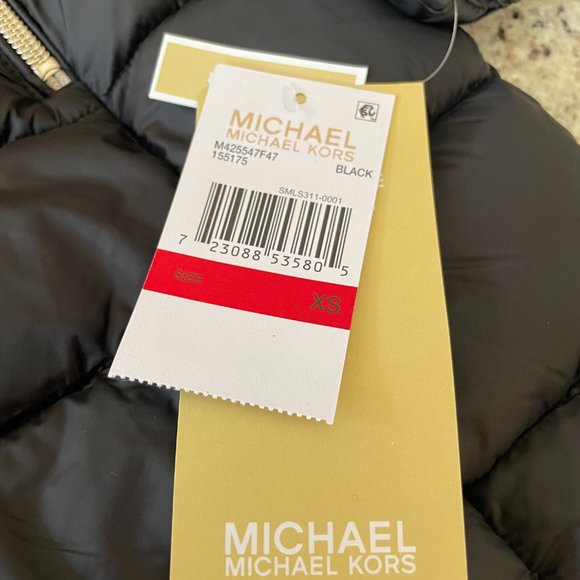 MICHAEL
MICHAEL KORS
M425547F47
155175
BLACK
SMLS311-0001
7 23088 53580 5
SIZE
XS
MICHAEL
MICHAEL KORS